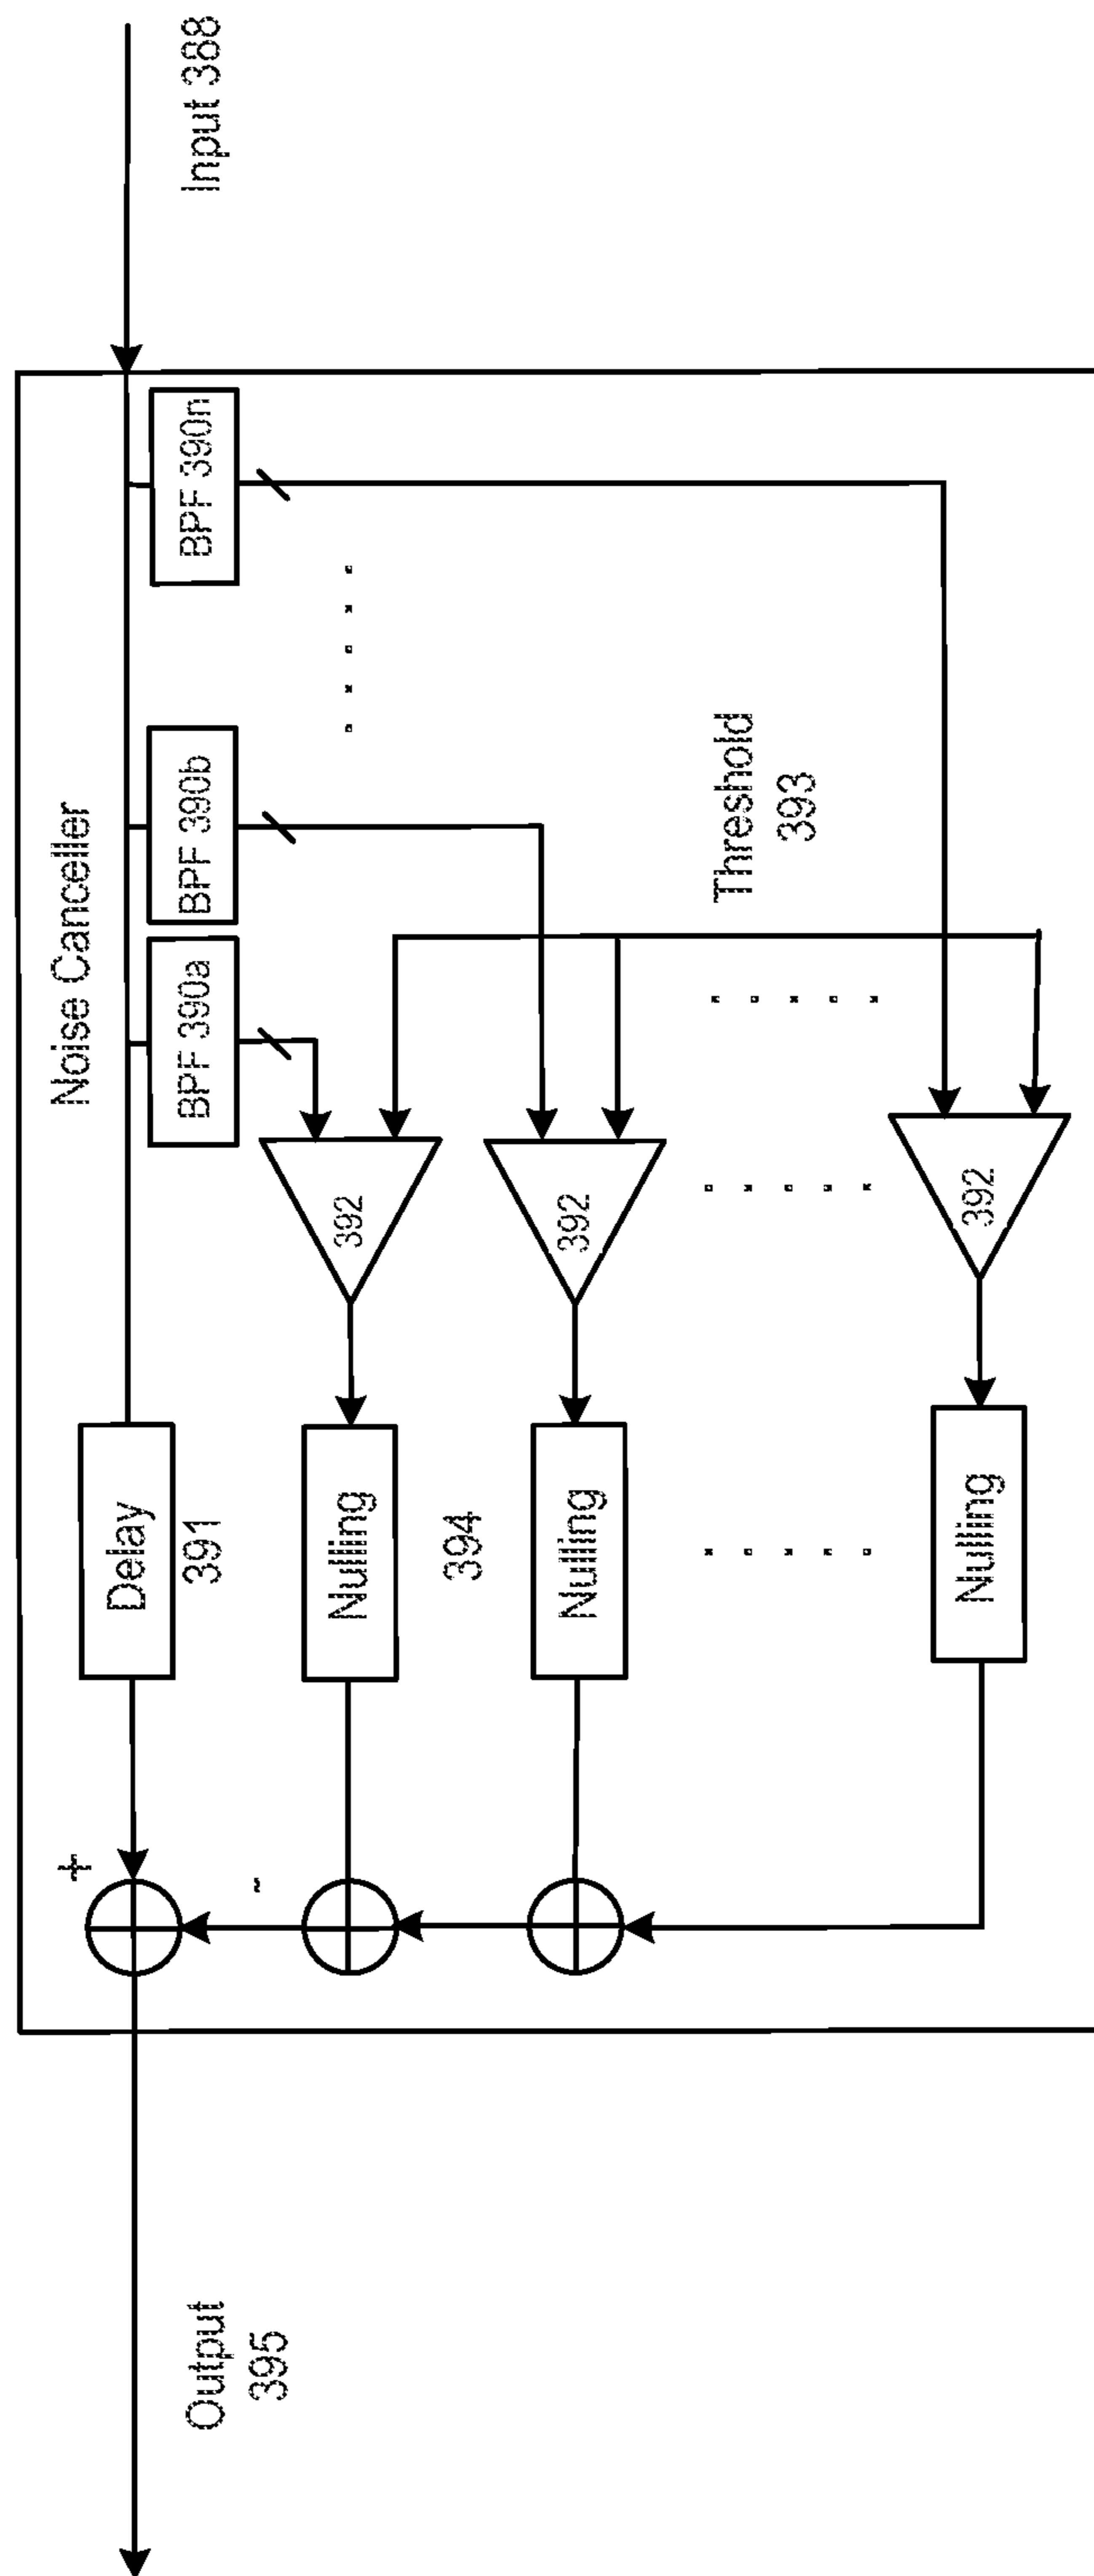 Noise Canceller
Input 388
BPF 390n
BPF 390b
BPF 390a
Threshold
393
392
392
392
Delay
391
Nulling
394
Nulling
Nulling
+
-
Output
395